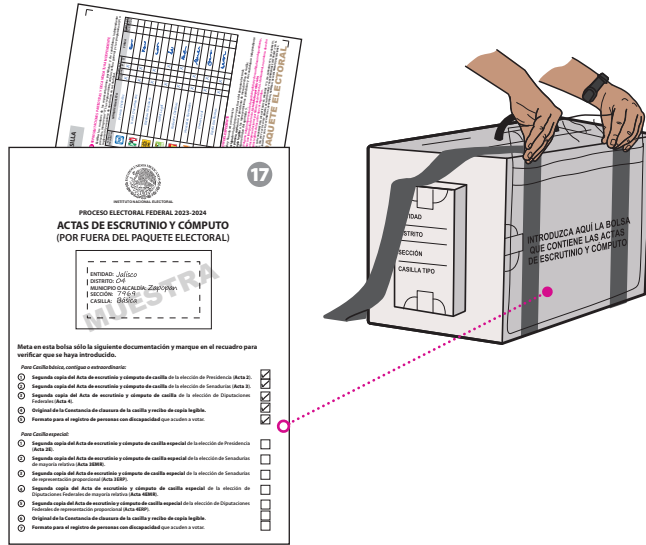 PAQUETE ELECTORAL
17
INSTITUTO NACIONAL ELECTORAL
PROCESO ELECTORAL FEDERAL 2023-2024
ACTAS DE ESCRUTINIO Y CÓMPUTO
(POR FUERA DEL PAQUETE ELECTORAL)
ENTIDAD: Jalisco
DISTRITO: 04
MUNICIPIO O ALCALDÍA: Zapopan
SECCIÓN: 7969
CASILLA: Básica
MUESTRA
Meta en esta bolsa sólo la siguiente documentación y marque en el recuadro para
verificar que se haya introducido.
Para Casilla básica, contigua o extraordinaria:
1 Segunda copia del Acta de escrutinio y cómputo de casilla de la elección de Presidencia (Acta 2).
2 Segunda copia del Acta de escrutinio y cómputo de casilla de la elección de Senadurías (Acta 3).
3 Segunda copia del Acta de escrutinio y cómputo de casilla de la elección de Diputaciones
Federales (Acta 4).
4 Original de la Constancia de clausura de la casilla y recibo de copia legible.
5 Formato para el registro de personas con discapacidad que acuden a votar.
Para Casilla especial:
1 Segunda copia del Acta de escrutinio y cómputo de casilla especial de la elección de Presidencia
(Acta 2E).
2 Segunda copia del Acta de escrutinio y cómputo de casilla especial de la elección de Senadurías
de mayoría relativa (Acta 3EMR).
3 Segunda copia del Acta de escrutinio y cómputo de casilla especial de la elección de Senadurías
de representación proporcional (Acta 3ERP).
4 Segunda copia del Acta de escrutinio y cómputo de casilla especial de la elección de
Diputaciones Federales de mayoría relativa (Acta 4EMR).
5 Segunda copia del Acta de escrutinio y cómputo de casilla especial de la elección de Diputaciones
Federales de representación proporcional (Acta 4ERP).
6 Original de la Constancia de clausura de la casilla y recibo de copia legible.
7 Formato para el registro de personas con discapacidad que acuden a votar.
SECCIÓN
CASILLA TIPO
INTRODUZCA AQUÍ LA BOLSA
QUE CONTIENE LAS ACTAS
DE ESCRUTINIO Y CÓMPUTO